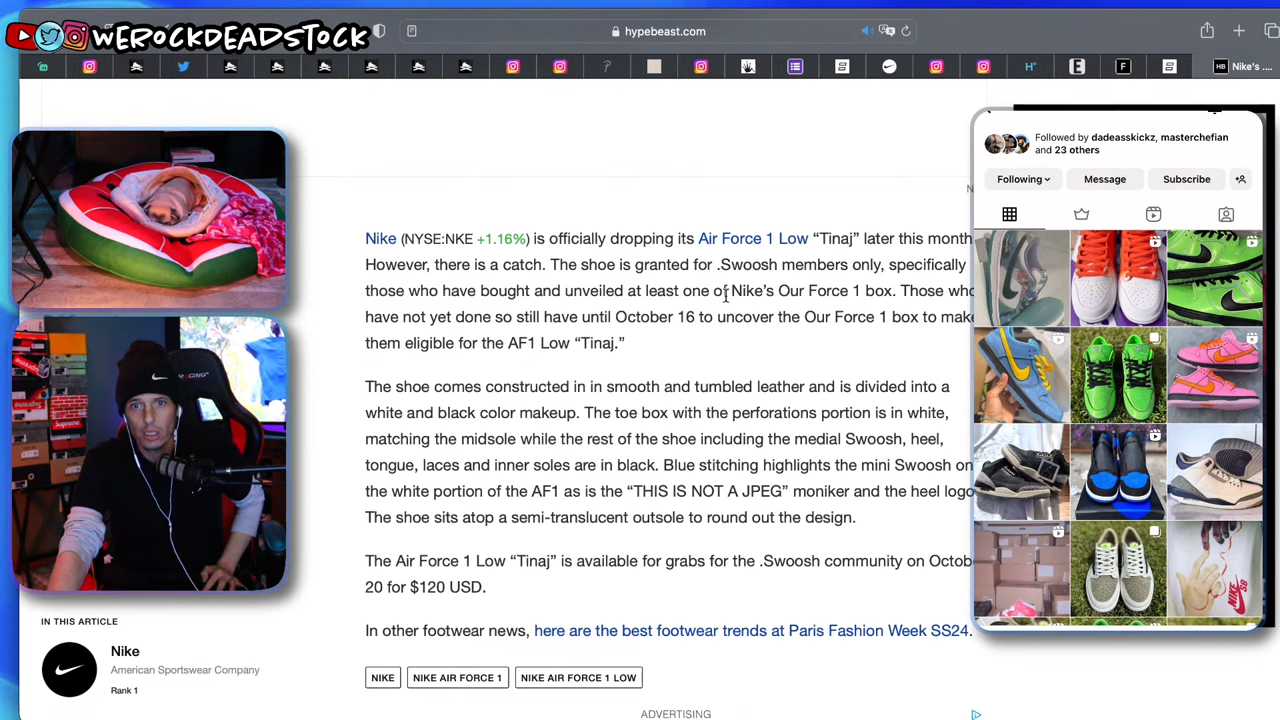 WEROCKDEADSTOCK
hypebeast.com
HB Nike's ....
Followed by dadeasskickz, masterchefian
and 23 others
Following
Message
Subscribe
Nike (NYSE:NKE +1.16%) is officially dropping its Air Force 1 Low “Tinaj” later this month
However, there is a catch. The shoe is granted for .Swoosh members only, specifically
those who have bought and unveiled at least one of Nike’s Our Force 1 box. Those who
have not yet done so still have until October 16 to uncover the Our Force 1 box to make
them eligible for the AF1 Low “Tinaj.”
The shoe comes constructed in in smooth and tumbled leather and is divided into a
white and black color makeup. The toe box with the perforations portion is in white,
matching the midsole while the rest of the shoe including the medial Swoosh, heel,
tongue, laces and inner soles are in black. Blue stitching highlights the mini Swoosh on
the white portion of the AF1 as is the “THIS IS NOT A JPEG” moniker and the heel logo
The shoe sits atop a semi-translucent outsole to round out the design.
The Air Force 1 Low “Tinaj” is available for grabs for the .Swoosh community on Octob
20 for $120 USD.
In other footwear news, here are the best footwear trends at Paris Fashion Week SS24.
IN THIS ARTICLE
Nike
American Sportswear Company
Rank 1
NIKE
NIKE AIR FORCE 1
NIKE AIR FORCE 1 LOW
ADVERTISING